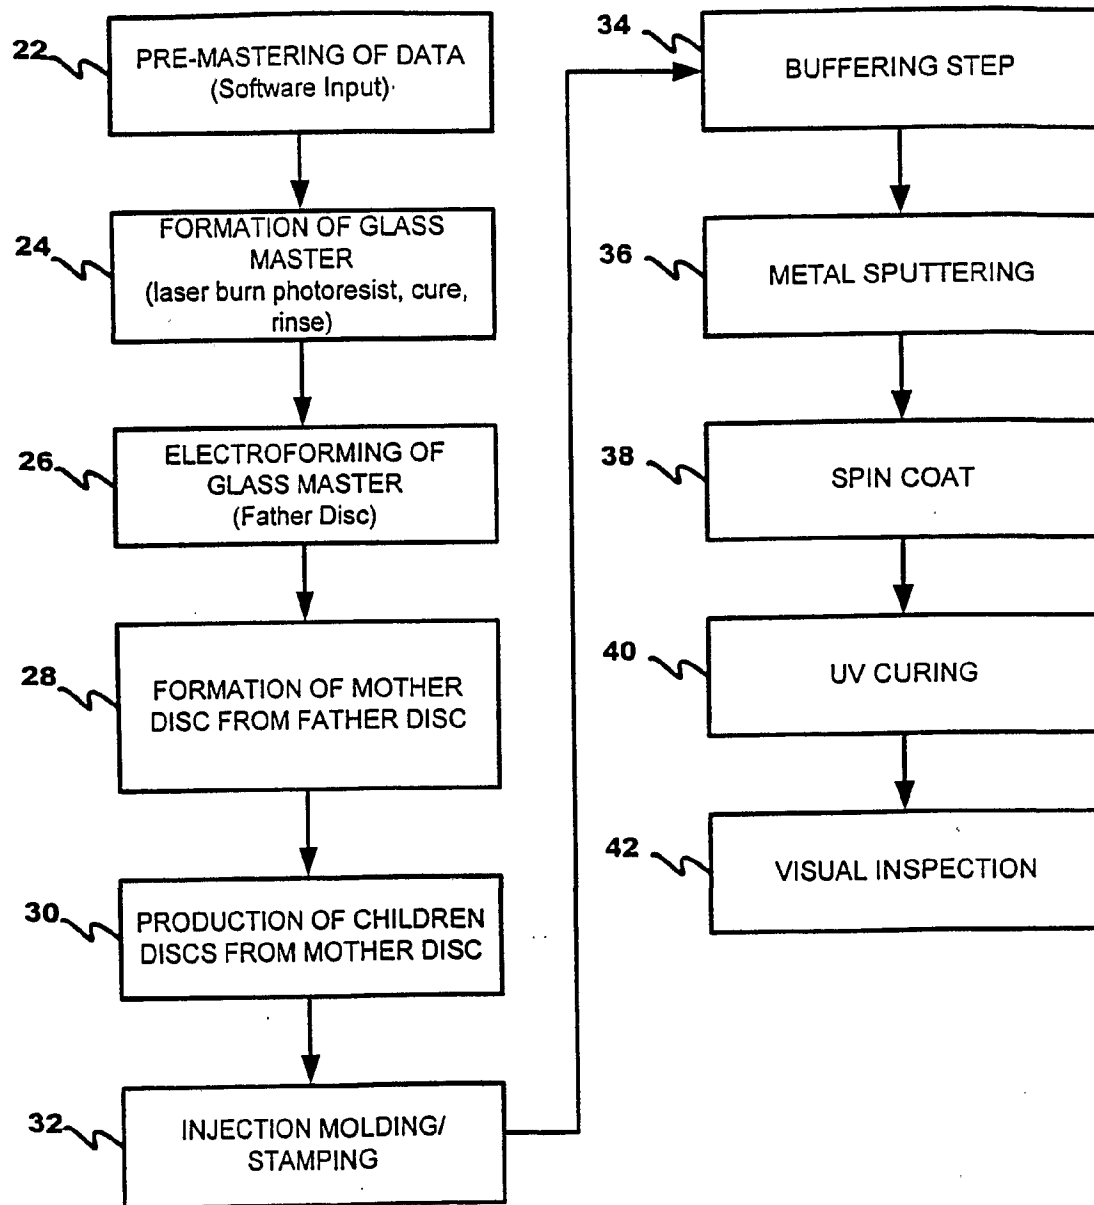 22
PRE-MASTERING OF DATA
(Software Input)
24
FORMATION OF GLASS
MASTER
(laser burn photoresist, cure,
rinse)
26
ELECTROFORMING OF
GLASS MASTER
(Father Disc)
28
FORMATION OF MOTHER
DISC FROM FATHER DISC
30
PRODUCTION OF CHILDREN
DISCS FROM MOTHER DISC
32
INJECTION MOLDING/
STAMPING
34
BUFFERING STEP
36
METAL SPUTTERING
38
SPIN COAT
40
UV CURING
42
VISUAL INSPECTION